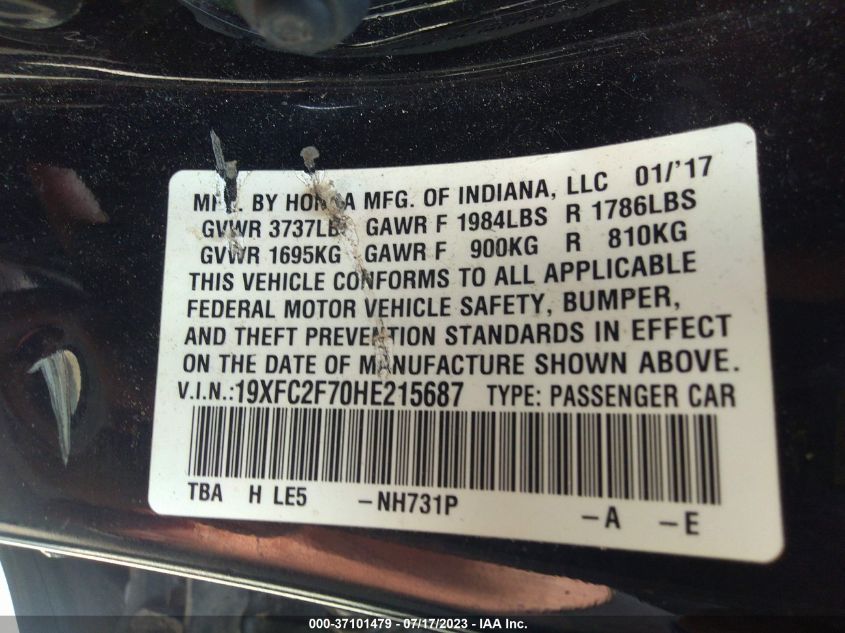 MFD. BY HONDA MFG. OF INDIANA, LLC 01/'17
GVWR 3737LBS GAWR F 1984LBS R 1786LBS
GVWR 1695KG GAWR F 900KG R 810KG
THIS VEHICLE CONFORMS TO ALL APPLICABLE
FEDERAL MOTOR VEHICLE SAFETY, BUMPER,
AND THEFT PREVENTION STANDARDS IN EFFECT
ON THE DATE OF MANUFACTURE SHOWN ABOVE.
V.I.N.:19XFC2F70HE215687 TYPE: PASSENGER CAR
TBA H LE5 -NH731P -A -E
000-37101479 - 07/17/2023 - IAA Inc.